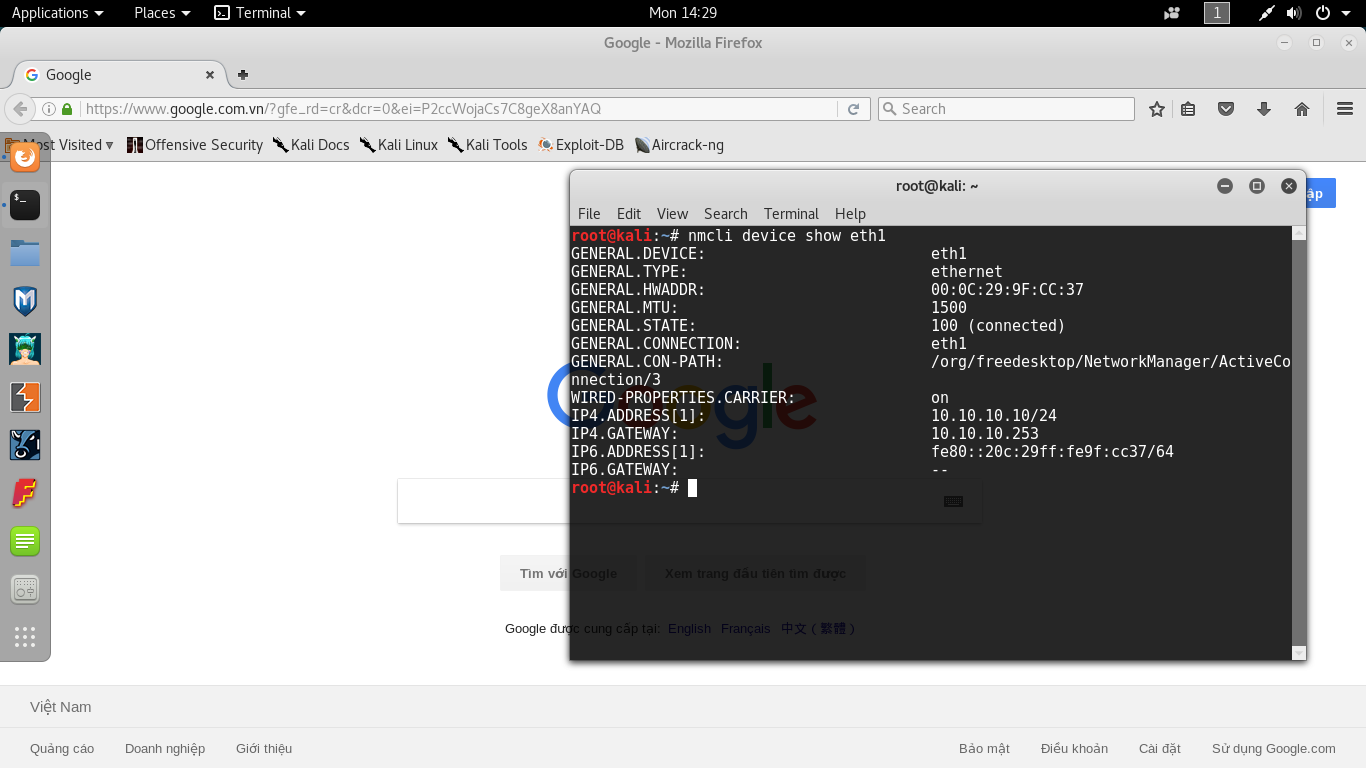 Applications Places Terminal Mon 14:29 1
Google - Mozilla Firefox
Google
https://www.google.com.vn/?gfe_rd=cr&dcr=0&ei=P2ccWojaCs7C8geX8anYAQ Search
Most Visited Offensive Security Kali Docs Kali Linux Kali Tools Exploit-DB Aircrack-ng
root@kali: ~
File Edit View Search Terminal Help
root@kali:~# nmcli device show eth1
GENERAL.DEVICE: eth1
GENERAL.TYPE: ethernet
GENERAL.HWADDR: 00:0C:29:9F:CC:37
GENERAL.MTU: 1500
GENERAL.STATE: 100 (connected)
GENERAL.CONNECTION: eth1
GENERAL.CON-PATH: /org/freedesktop/NetworkManager/ActiveCo
nnection/3
WIRED-PROPERTIES.CARRIER: on
IP4.ADDRESS[1]: 10.10.10.10/24
IP4.GATEWAY: 10.10.10.253
IP6.ADDRESS[1]: fe80::20c:29ff:fe9f:cc37/64
IP6.GATEWAY: --
root@kali:~#
Google
Tìm với Google Xem trang đầu tiên tìm được
Google được cung cấp tại: English Français 中文 ( 繁體 )
Việt Nam
Quảng cáo Doanh nghiệp Giới thiệu Bảo mật Điều khoản Cài đặt Sử dụng Google.com